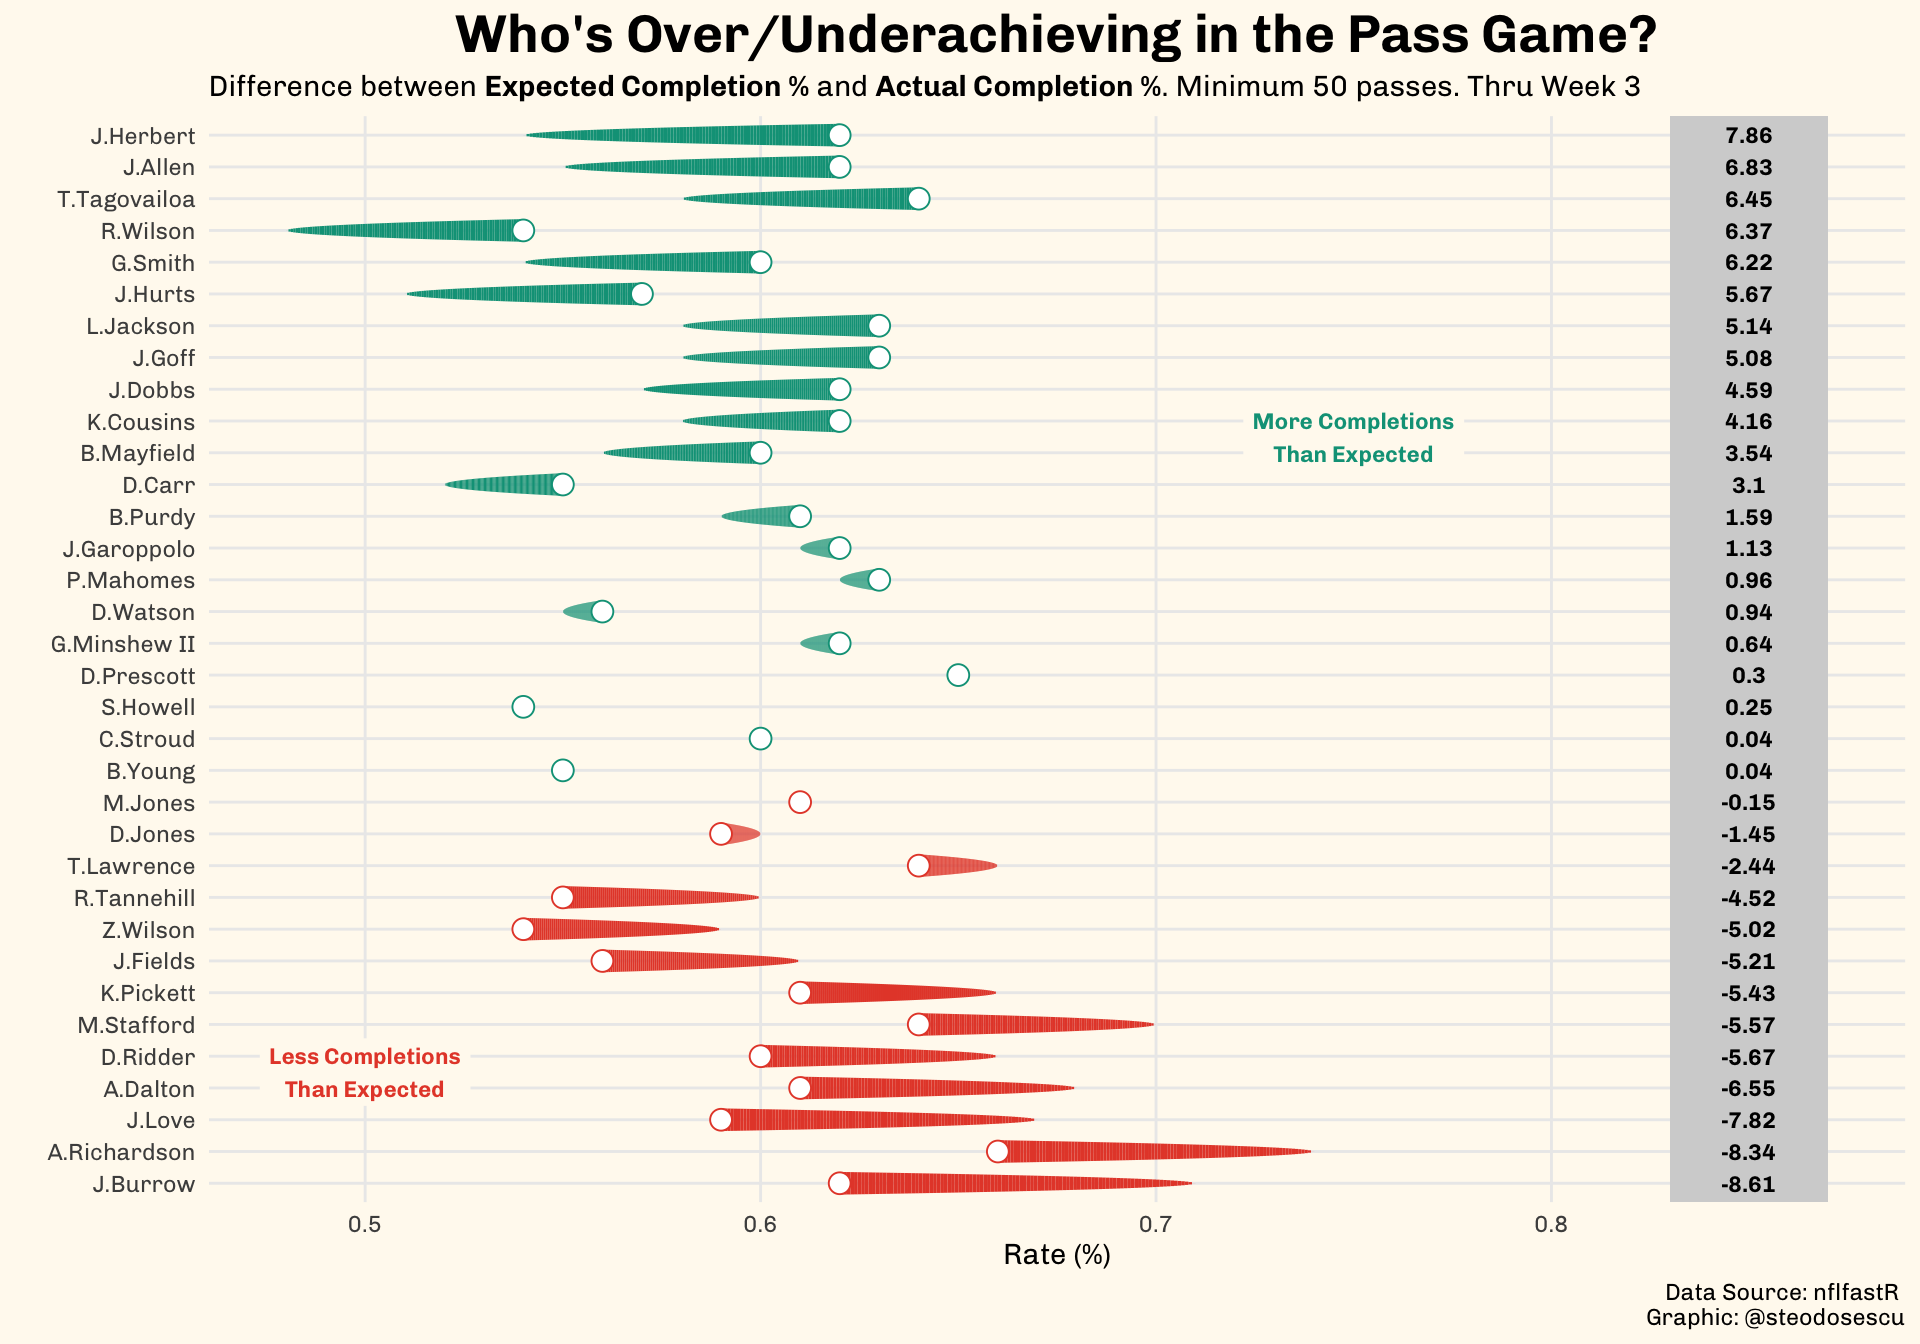 Who's Over/Underachieving in the Pass Game?
Difference between Expected Completion % and Actual Completion %. Minimum 50 passes. Thru Week 3
J.Herbert 7.86
J.Allen 6.83
T.Tagovailoa 6.45
R.Wilson 6.37
G.Smith 6.22
J.Hurts 5.67
L.Jackson 5.14
J.Goff 5.08
J.Dobbs 4.59
K.Cousins More Completions 4.16
B.Mayfield Than Expected 3.54
D.Carr 3.1
B.Purdy 1.59
J.Garoppolo 1.13
P.Mahomes 0.96
D.Watson 0.94
G.Minshew II 0.64
D.Prescott 0.3
S.Howell 0.25
C.Stroud 0.04
B.Young 0.04
M.Jones -0.15
D.Jones -1.45
T.Lawrence -2.44
R.Tannehill -4.52
Z.Wilson -5.02
J.Fields -5.21
K.Pickett -5.43
M.Stafford -5.57
D.Ridder Less Completions -5.67
A.Dalton Than Expected -6.55
J.Love -7.82
A.Richardson -8.34
J.Burrow -8.61
0.5 0.6 0.7 0.8
Rate (%)
Data Source: nflfastR
Graphic: @steodosescu